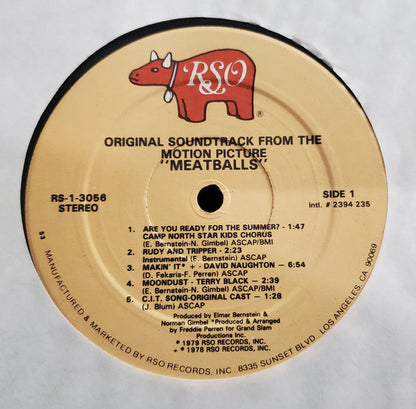 RSO
®
ORIGINAL SOUNDTRACK FROM THE
MOTION PICTURE
"MEATBALLS"
RS-1-3056
STEREO
SIDE 1
Intl. # 2394 235
1. ARE YOU READY FOR THE SUMMER? - 1:47
CAMP NORTH STAR KIDS CHORUS
(E. Bernstein-N. Gimbel) ASCAP/BMI
2. RUDY AND TRIPPER - 2:23
Instrumental (E. Bernstein) ASCAP
3. MAKIN' IT* + - DAVID NAUGHTON - 6:54
(D. Fekaris-F. Perren) ASCAP
4. MOONDUST - TERRY BLACK - 2:39
(E. Bernstein-N. Gimbel) ASCAP/BMI
5. C.I.T. SONG-ORIGINAL CAST - 1:28
(J. Blum) ASCAP
Produced by Elmer Bernstein &
Norman Gimbel *Produced & Arranged
by Freddie Perren for Grand Slam
Productions Inc.
℗ 1979 RSO RECORDS, INC.
+ ℗ 1978 RSO RECORDS, INC.
53
MANUFACTURED & MARKETED BY RSO RECORDS, INC. 8335 SUNSET BLVD. LOS ANGELES, CA. 90069